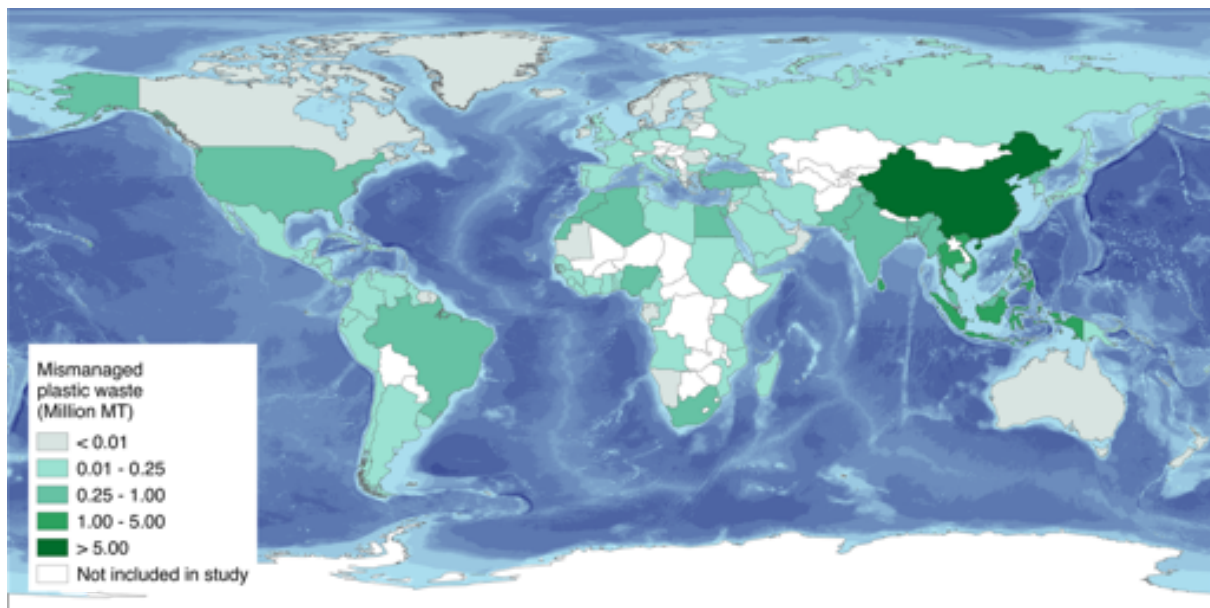 Mismanaged
plastic waste
(Million MT)
< 0.01
0.01 - 0.25
0.25 - 1.00
1.00 - 5.00
> 5.00
Not included in study